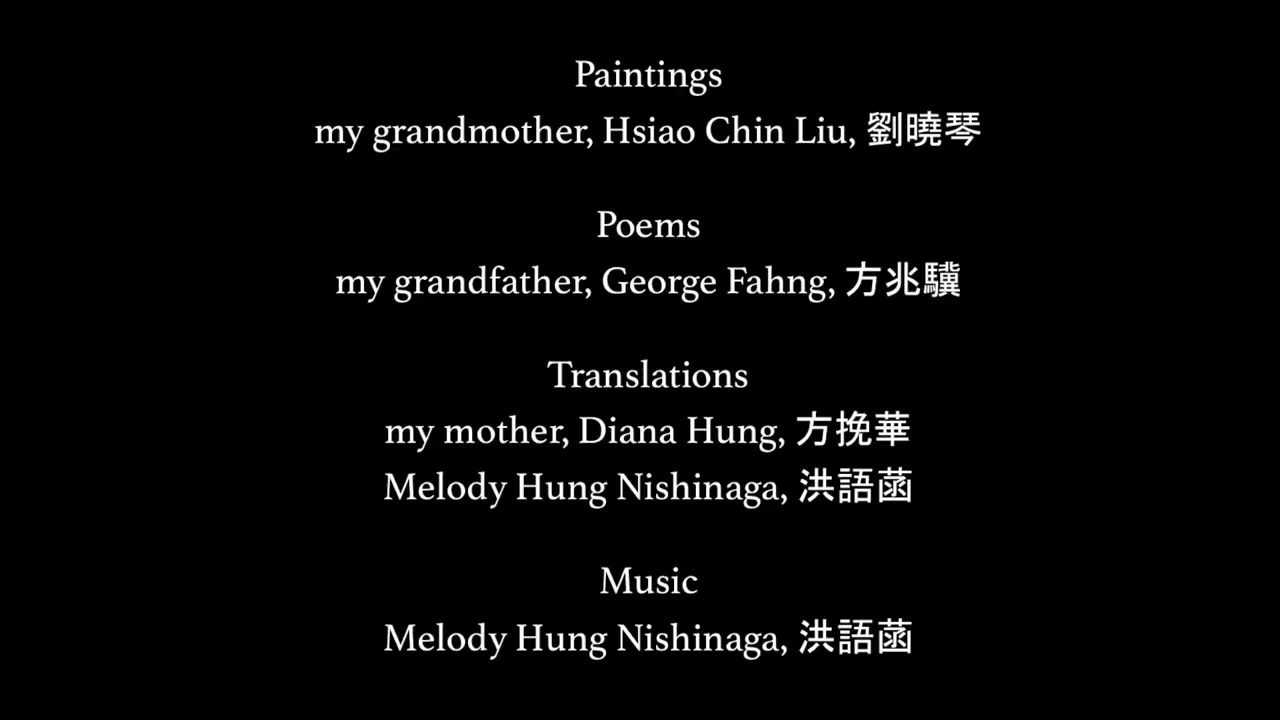 Paintings
my grandmother, Hsiao Chin Liu, 劉曉琴
Poems
my grandfather, George Fahng, 方兆驥
Translations
my mother, Diana Hung, 方挽華
Melody Hung Nishinaga, 洪語菡
Music
Melody Hung Nishinaga, 洪語菡